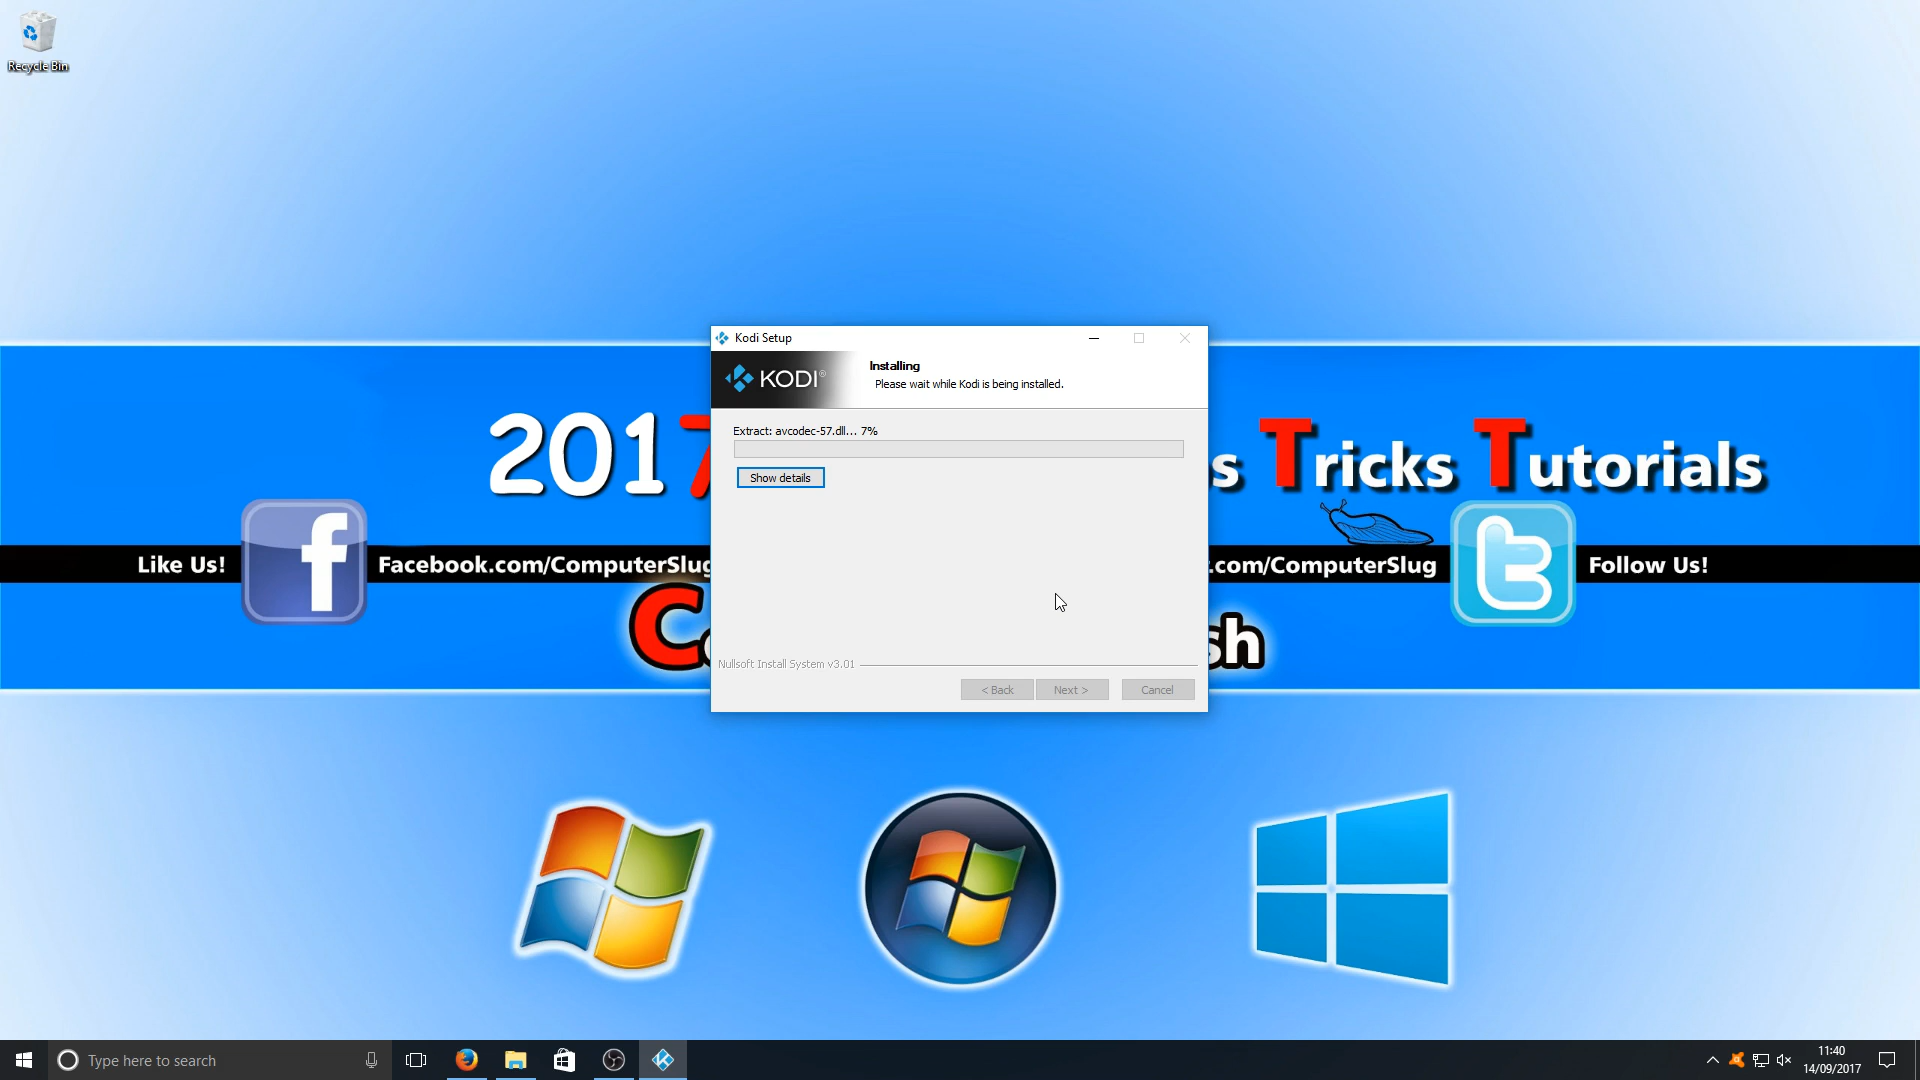 Recycle Bin
Kodi Setup
KODI®
Installing
Please wait while Kodi is being installed.
Extract: avcodec-57.dll... 7%
Show details
2017
s Tricks Tutorials
Like Us!
f
Facebook.com/ComputerSlug
.com/ComputerSlug
t
Follow Us!
C
sh
Nullsoft Install System v3.01
< Back
Next >
Cancel
Type here to search
11:40
14/09/2017